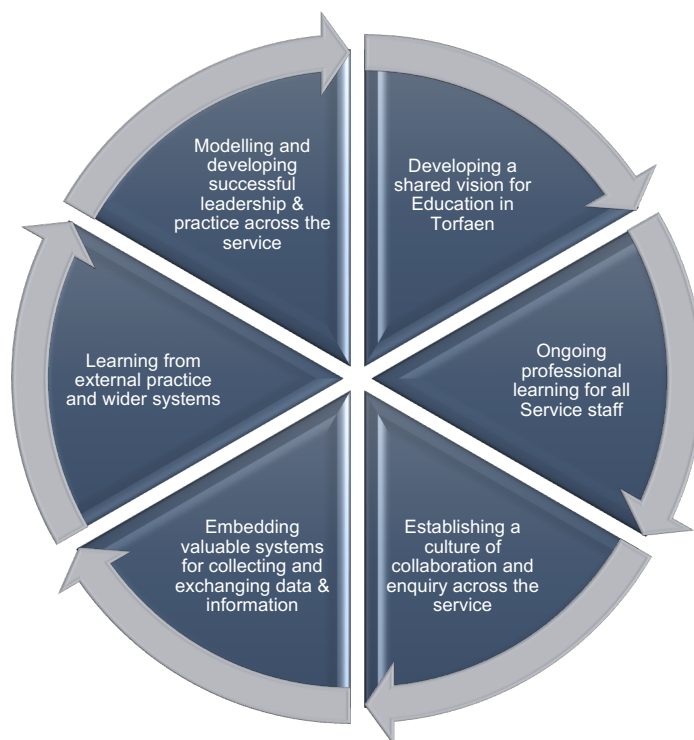 Developing a
shared vision for
Education in
Torfaen
Ongoing
professional
learning for all
Service staff
Establishing a
culture of
collaboration and
enquiry across the
service
Embedding
valuable systems
for collecting and
exchanging data &
information
Learning from
external practice
and wider systems
Modelling and
developing
successful
leadership &
practice across the
service